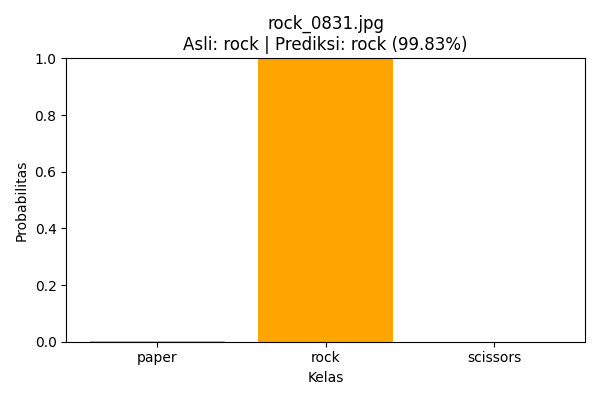 rock_0831.jpg
Asli: rock | Prediksi: rock (99.83%)
Probabilitas
1.0
0.8
0.6
0.4
0.2
0.0
paper
rock
scissors
Kelas